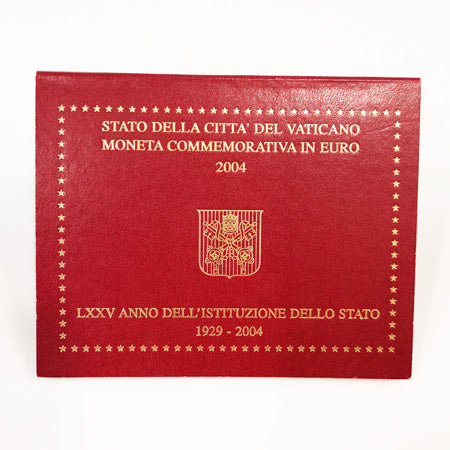 STATO DELLA CITTA' DEL VATICANO
MONETA COMMEMORATIVA IN EURO
2004
LXXV ANNO DELL'ISTITUZIONE DELLO STATO
1929 - 2004